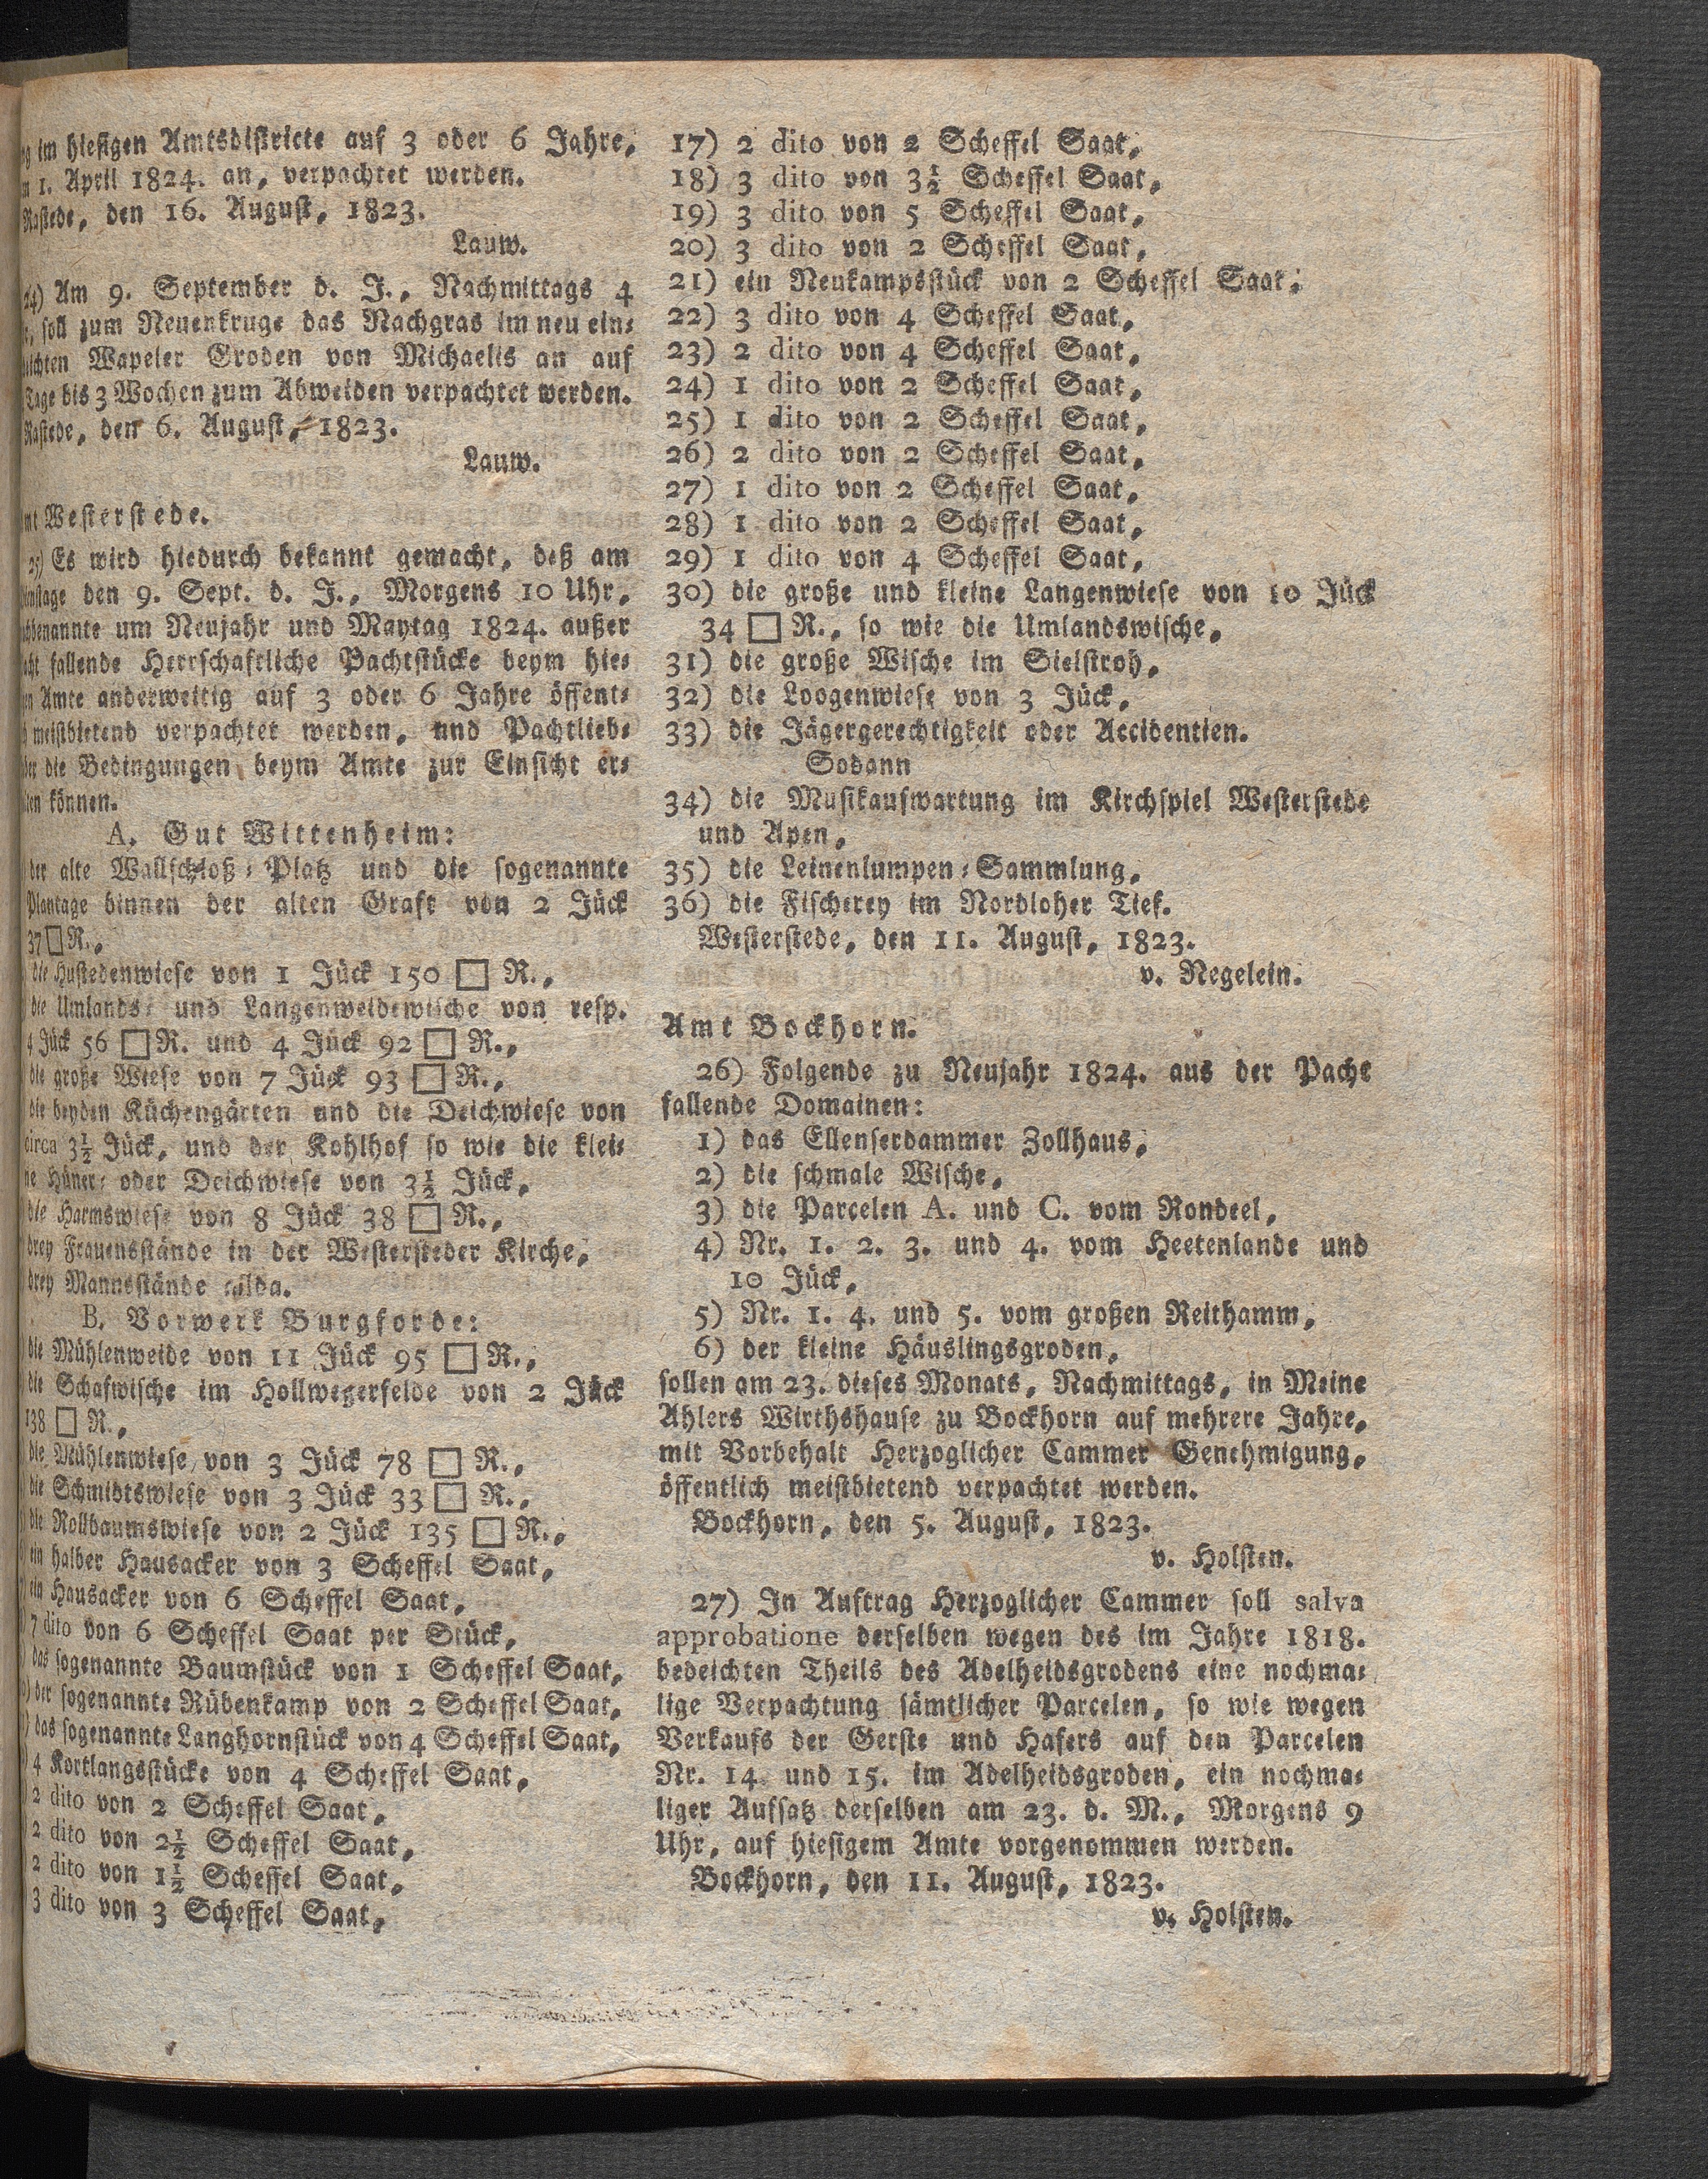 im hiesigen Amtsdistricte auf 3 oder 6 Jahre,
1. April 1824. an, verpachtet werden.
Rastede, den 16. August, 1823.
Lauw.
24) Am 9. September d. J., Nachmittags 4
soll zum Neuenkruge das Nachgras im neu ein⸗
Wapeler Groden von Michaelis an auf
Tage bis 3 Wochen zum Abweiden verpachtet werden.
Rastede, den 6. August, 1823.
Lauw.
Westerstede.
25) Es wird hiedurch bekannt gemacht, daß am
den 9. Sept. d. J., Morgens 10 Uhr,
um Neujahr und Maytag 1824. außer
fallende Herrschaftliche Pachtstücke beym hie⸗
Amte anderweitig auf 3 oder 6 Jahre öffent⸗
meistbietend verpachtet werden, und Pachtlieb⸗
die Bedingungen beym Amte zur Einsicht er⸗
können.
A. Gut Wittenheim:
der alte Wallschloß⸗Platz und die sogenannte
Plantage binnen der alten Graft von 2 Jück
37 □ R.,
die Hustedenwiese von 1 Jück 150 □ R.,
die Umlands⸗ und Langenweidewische von resp.
4 Jück 56 □ R. und 4 Jück 92 □ R.,
die große Wiese von 7 Jück 93 □ R.,
die beyden Küchengärten und die Deichwiese von
circa 3½ Jück, und der Kohlhof so wie die klei⸗
ne Hüner⸗ oder Deichwiese von 3½ Jück,
die Harmswiese von 8 Jück 38 □ R.,
drey Frauensstände in der Westersteder Kirche,
drey Mannsstände allda.
B. Vorwerk Burgforde:
die Mühlenweide von 11 Jück 95 □ R.,
die Schafwische im Hollwegerfelde von 2 Jück
138 □ R.,
die Mühlenwiese von 3 Jück 78 □ R.,
die Schmidtswiese von 3 Jück 33 □ R.,
die Rollbaumswiese von 2 Jück 135 □ R.,
ein halber Hausacker von 3 Scheffel Saat,
ein Hausacker von 6 Scheffel Saat,
7 dito von 6 Scheffel Saat per Stück,
das sogenannte Baumstück von 1 Scheffel Saat,
der sogenannte Rübenkamp von 2 Scheffel Saat,
das sogenannte Langhornstück von 4 Scheffel Saat,
4 Kortlangsstücke von 4 Scheffel Saat,
2 dito von 2 Scheffel Saat,
2 dito von 2½ Scheffel Saat,
2 dito von 1½ Scheffel Saat,
3 dito von 3 Scheffel Saat,
17) 2 dito von 2 Scheffel Saat,
18) 3 dito von 3½ Scheffel Saat,
19) 3 dito von 5 Scheffel Saat,
20) 3 dito von 2 Scheffel Saat,
21) ein Neukampsstück von 2 Scheffel Saat,
22) 3 dito von 4 Scheffel Saat,
23) 2 dito von 4 Scheffel Saat,
24) 1 dito von 2 Scheffel Saat,
25) 1 dito von 2 Scheffel Saat,
26) 2 dito von 2 Scheffel Saat,
27) 1 dito von 2 Scheffel Saat,
28) 1 dito von 2 Scheffel Saat,
29) 1 dito von 4 Scheffel Saat,
30) die große und kleine Langenwiese von 10 Jück
34 □ R., so wie die Umlandswische,
31) die große Wische im Sielstroh,
32) die Loogenwiese von 3 Jück,
33) die Jägergerechtigkeit oder Accidentien.
Sodann
34) die Musikaufwartung im Kirchspiel Westerstede
und Apen,
35) die Leinenlumpen⸗Sammlung,
36) die Fischerey im Nordloher Tief.
Westerstede, den 11. August, 1823.
v. Negelein.
Amt Bockhorn.
26) Folgende zu Neujahr 1824. aus der Pacht
fallende Domainen:
1) das Ellenserdammer Zollhaus,
2) die schmale Wische,
3) die Parcelen A. und C. vom Rondeel,
4) Nr. 1. 2. 3. und 4. vom Heetenlande und
10 Jück,
5) Nr. 1. 4. und 5. vom großen Reithamm,
6) der kleine Häuslingsgroden,
sollen am 23. dieses Monats, Nachmittags, in Meine
Ahlers Wirthshause zu Bockhorn auf mehrere Jahre,
mit Vorbehalt Herzoglicher Cammer Genehmigung,
öffentlich meistbietend verpachtet werden.
Bockhorn, den 5. August, 1823.
v. Holsten.
27) In Auftrag Herzoglicher Cammer soll salva
approbatione derselben wegen des im Jahre 1818.
bedeichten Theils des Adelheidsgrodens eine nochma⸗
lige Verpachtung sämtlicher Parcelen, so wie wegen
Verkaufs der Gerste und Hafers auf den Parcelen
Nr. 14 und 15. im Adelheidsgroden, ein nochma⸗
liger Aufsatz derselben am 23. d. M., Morgens 9
Uhr, auf hiesigem Amte vorgenommen werden.
Bockhorn, den 11. August, 1823.
v. Holsten.